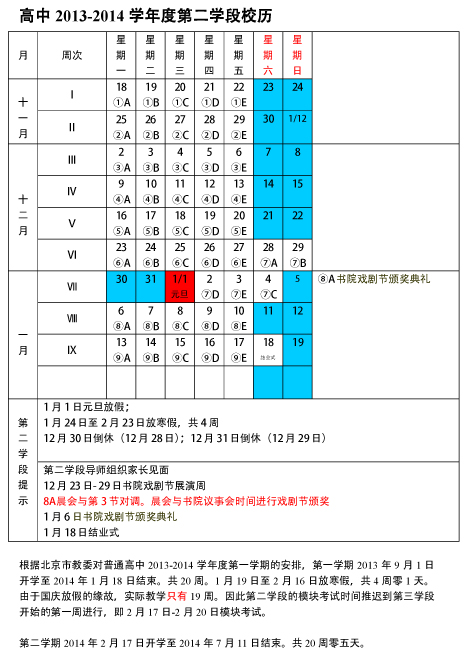 高中 2013-2014 学年度第二学段校历
月 周次 星期一 星期二 星期三 星期四 星期五 星期六 星期日
十一月 I 18 19 20 21 22 23 24
①A ①B ①C ①D ①E
II 25 26 27 28 29 30 1/12
②A ②B ②C ②D ②E
十二月 III 2 3 4 5 6 7 8
③A ③B ③C ③D ③E
IV 9 10 11 12 13 14 15
④A ④B ④C ④D ④E
V 16 17 18 19 20 21 22
⑤A ⑤B ⑤C ⑤D ⑤E
VI 23 24 25 26 27 28 29
⑥A ⑥B ⑥C ⑥D ⑥E ⑦A ⑦B
一月 VII 30 31 1/1 2 3 4 5 ⑧A书院戏剧节颁奖典礼
元旦 ⑦D ⑦E ⑦C
VIII 6 7 8 9 10 11 12
⑧A ⑧B ⑧C ⑧D ⑧E
IX 13 14 15 16 17 18 19
⑨A ⑨B ⑨C ⑨D ⑨E 结业式
第二学段提示
1 月 1 日元旦放假；
1 月 24 日至 2 月 23 日放寒假，共 4 周
12 月 30 日倒休（12 月 28 日）；12 月 31 日倒休（12 月 29 日）
第二学段导师组织家长见面
12 月 23 日- 29 日书院戏剧节展演周
8A晨会与第 3 节对调。晨会与书院议事会时间进行戏剧节颁奖
1 月 6 日书院戏剧节颁奖典礼
1 月 18 日结业式
根据北京市教委对普通高中 2013-2014 学年度第一学期的安排，第一学期 2013 年 9 月 1 日
开学至 2014 年 1 月 18 日结束。共 20 周。1 月 19 日至 2 月 16 日放寒假，共 4 周零 1 天。
由于国庆放假的缘故，实际教学只有 19 周。因此第二学段的模块考试时间推迟到第三学段
开始的第一周进行，即 2 月 17 日-2 月 20 日模块考试。
第二学期 2014 年 2 月 17 日开学至 2014 年 7 月 11 日结束。共 20 周零五天。